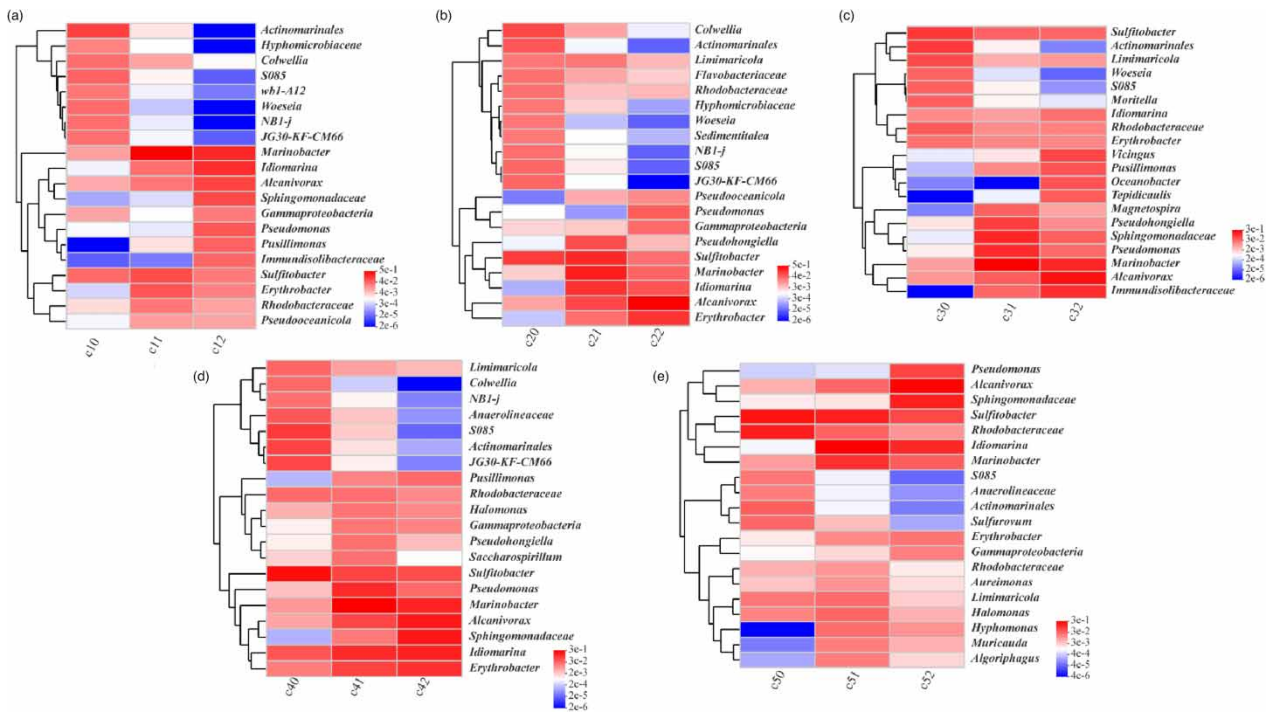 (a)
Actinomarinales
Hyphomicrobiaceae
Colwellia
S085
wb1-A12
Woeseia
NB1-j
JG30-KF-CM66
Marinobacter
Idiomarina
Alcanivorax
Sphingomonadaceae
Gammaproteobacteria
Pseudomonas
Pusillimonas
Immundisolibacteraceae
Sulfitobacter
Erythrobacter
Rhodobacteraceae
Pseudooceanicola
5e-1
4e-2
3e-3
3e-4
2e-5
2e-6
c10
c11
c12
(b)
Colwellia
Actinomarinales
Limimaricola
Flavobacteriaceae
Rhodobacteraceae
Hyphomicrobiaceae
Woeseia
Sedimentitalea
NB1-j
S085
JG30-KF-CM66
Pseudooceanicola
Pseudomonas
Gammaproteobacteria
Pseudohongiella
Sulfitobacter
Marinobacter
Idiomarina
Alcanivorax
Erythrobacter
5e-1
4e-2
3e-3
3e-4
2e-5
2e-6
c20
c21
c22
(c)
Sulfitobacter
Actinomarinales
Limimaricola
Woeseia
S085
Moritella
Idiomarina
Rhodobacteraceae
Erythrobacter
Vicingus
Pusillimonas
Oceanobacter
Tepidicaulis
Magnetospira
Pseudohongiella
Sphingomonadaceae
Pseudomonas
Marinobacter
Alcanivorax
Immundisolibacteraceae
3e-1
3e-2
2e-3
2e-4
2e-5
2e-6
c30
c31
c32
(d)
Limimaricola
Colwellia
NB1-j
Anaerolineaceae
S085
Actinomarinales
JG30-KF-CM66
Pusillimonas
Rhodobacteraceae
Halomonas
Gammaproteobacteria
Pseudohongiella
Saccharospirillum
Sulfitobacter
Pseudomonas
Marinobacter
Alcanivorax
Sphingomonadaceae
Idiomarina
Erythrobacter
3e-1
3e-2
2e-3
2e-4
2e-5
2e-6
c40
c41
c42
(e)
Pseudomonas
Alcanivorax
Sphingomonadaceae
Sulfitobacter
Rhodobacteraceae
Idiomarina
Marinobacter
S085
Anaerolineaceae
Actinomarinales
Sulfurovum
Erythrobacter
Gammaproteobacteria
Rhodobacteraceae
Aureimonas
Limimaricola
Halomonas
Hyphomonas
Muricauda
Algoriphagus
3e-1
3e-2
3e-3
4e-4
4e-5
4e-6
c50
c51
c52